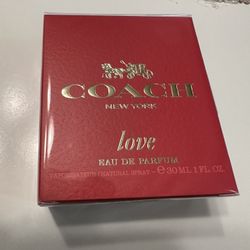 COACH
NEW YORK
love
EAU DE PARFUM
VAPORISATEUR / NATURAL SPRAY - ℮ 30 ML 1 FL. OZ